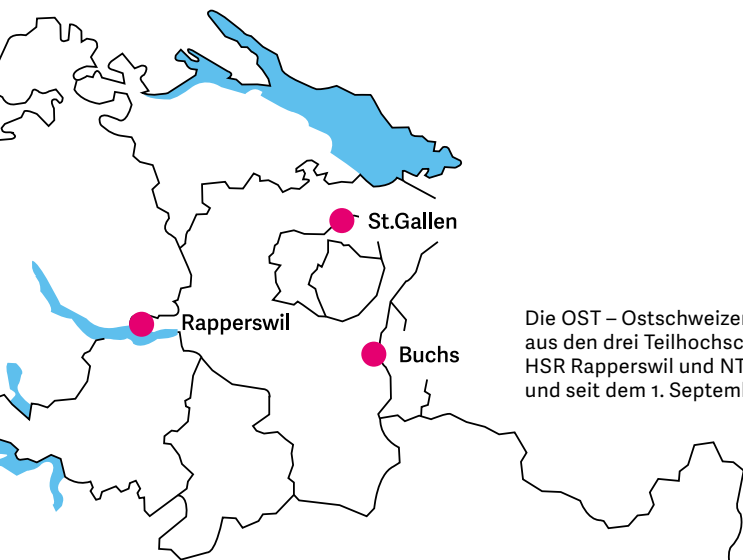 St.Gallen
Rapperswil
Buchs
Die OST – Ostschweizer
aus den drei Teilhochsc
HSR Rapperswil und NT
und seit dem 1. Septemb